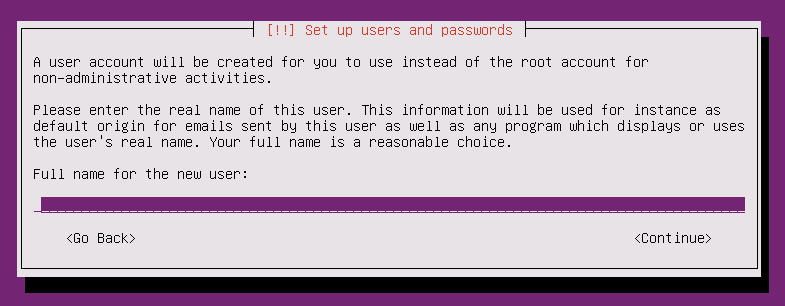 [!!] Set up users and passwords
A user account will be created for you to use instead of the root account for
non-administrative activities.
Please enter the real name of this user. This information will be used for instance as
default origin for emails sent by this user as well as any program which displays or uses
the user's real name. Your full name is a reasonable choice.
Full name for the new user:
<Go Back> <Continue>